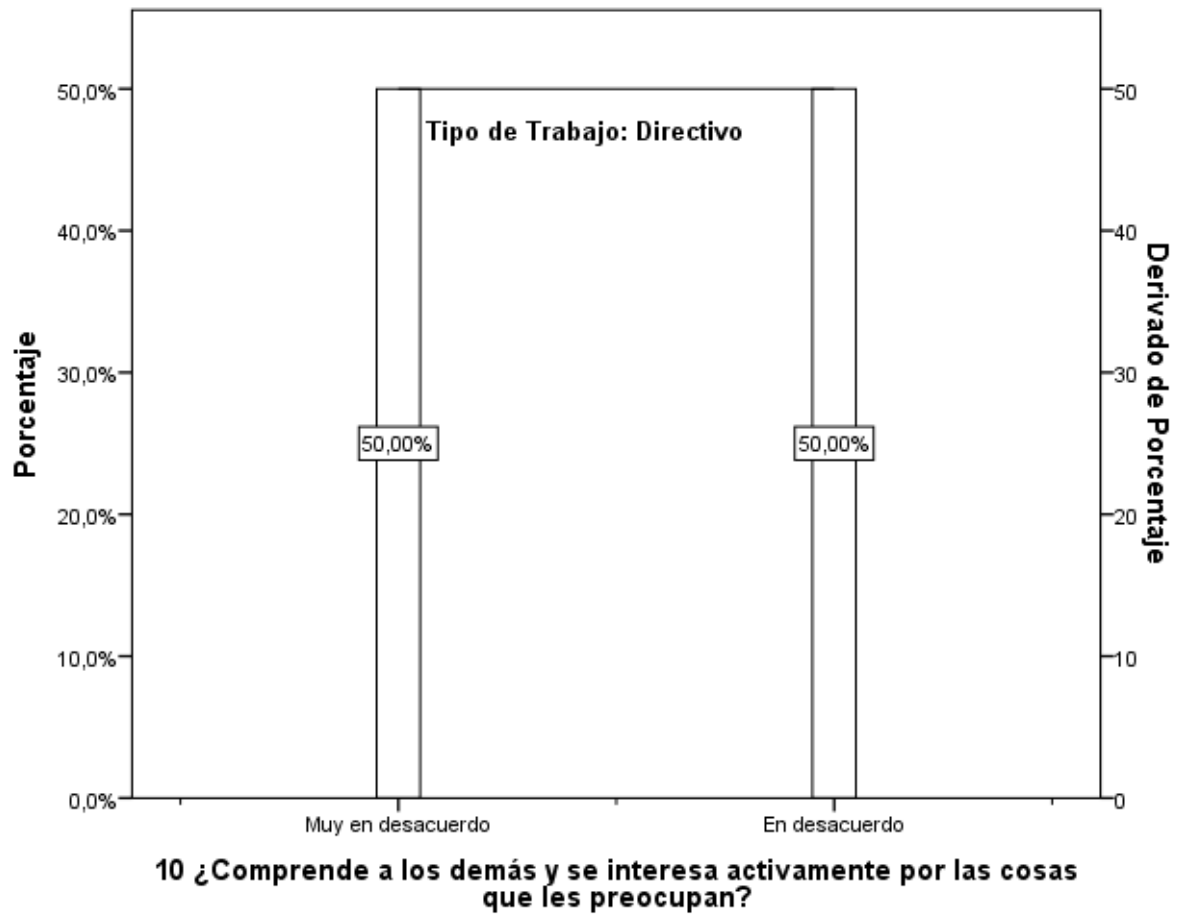 Tipo de Trabajo: Directivo
Porcentaje
50,0%
40,0%
30,0%
20,0%
10,0%
0,0%
50,00%
50,00%
50
40
30
20
10
0
Derivado de Porcentaje
Muy en desacuerdo
En desacuerdo
10 ¿Comprende a los demás y se interesa activamente por las cosas
que les preocupan?